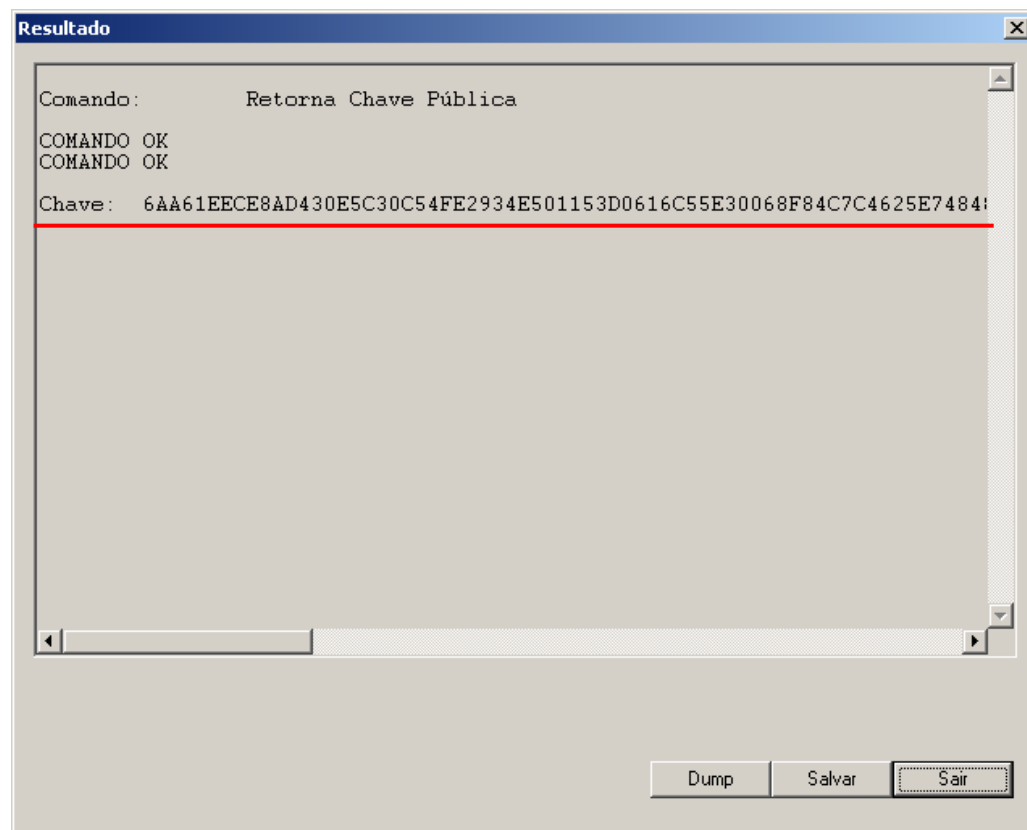 Resultado
Comando: Retorna Chave Pública
COMANDO OK
COMANDO OK
Chave: 6AA61EECE8AD430E5C30C54FE2934E501153D0616C55E30068F84C7C4625E7484
Dump Salvar Sair